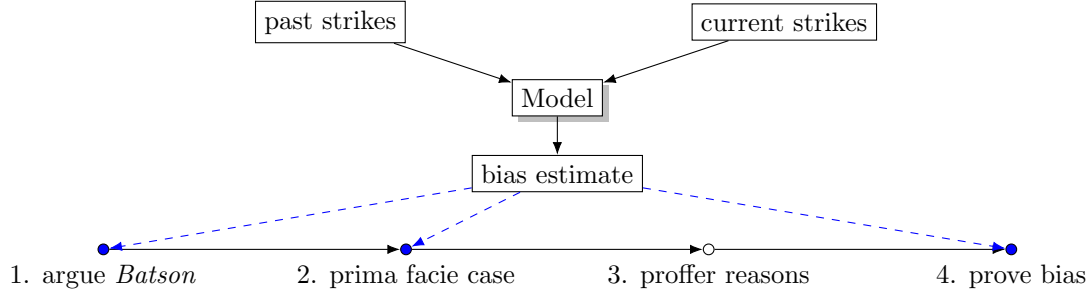 past strikes
current strikes
Model
bias estimate
1. argue Batson
2. prima facie case
3. proffer reasons
4. prove bias